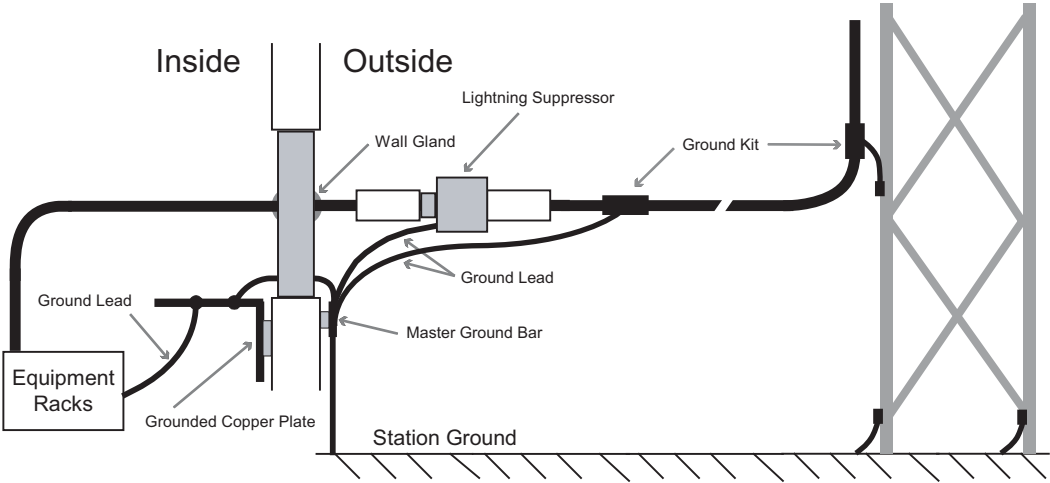 Inside
Outside
Lightning Suppressor
Wall Gland
Ground Kit
Ground Lead
Ground Lead
Master Ground Bar
Equipment
Racks
Grounded Copper Plate
Station Ground